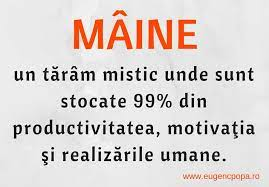 MÂINE
un tărâm mistic unde sunt
stocate 99% din
productivitatea, motivaţia
şi realizările umane.
www.eugencpopa.ro